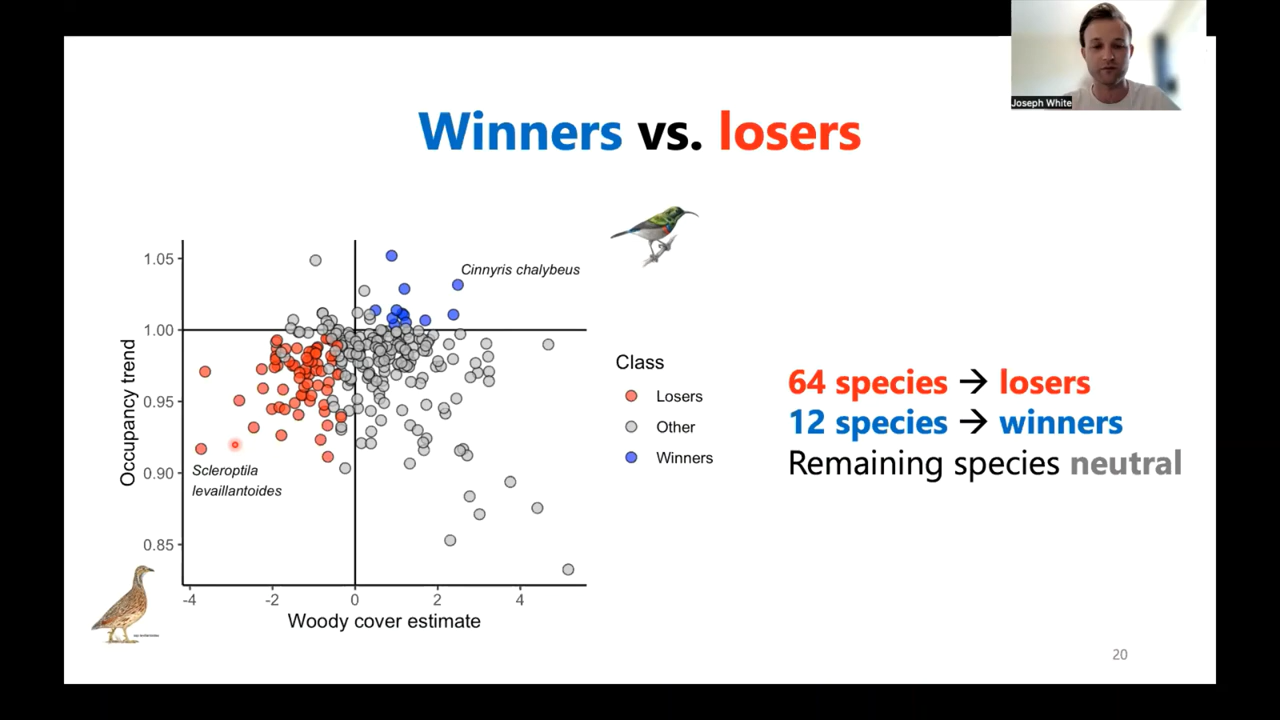 Joseph White
Winners vs. losers
Cinnyris chalybeus
1.05
1.00
0.95
0.90
0.85
Occupancy trend
Scleroptila
levaillantoides
-4
-2
0
2
4
Woody cover estimate
Class
Losers
Other
Winners
64 species → losers
12 species → winners
Remaining species neutral
20